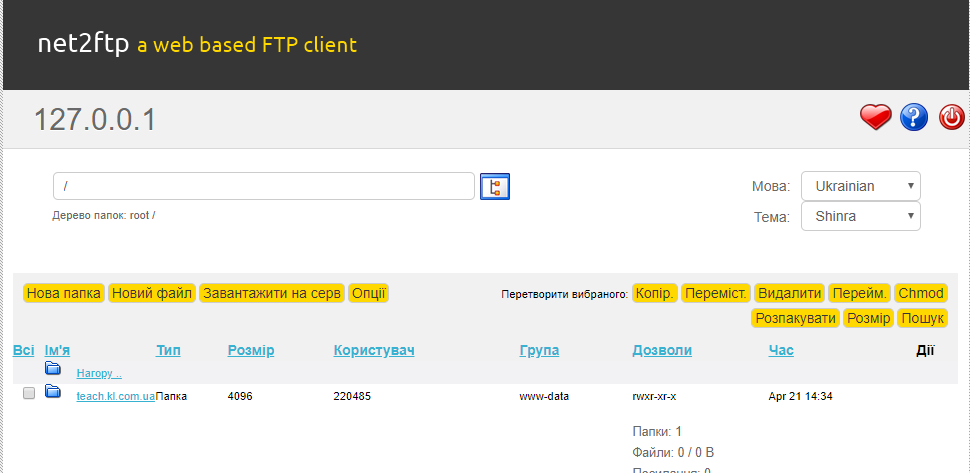 net2ftp a web based FTP client
127.0.0.1
/
Мова: Ukrainian
Дерево папок: root /
Тема: Shinra
Нова папка Новий файл Завантажити на серв Опції Перетворити вибраного: Копір. Переміст. Видалити Перейм. Chmod
Розпакувати Розмір Пошук
Всі Ім'я Тип Розмір Користувач Група Дозволи Час Дії
Нагору ..
teach.kl.com.ua Папка 4096 220485 www-data rwxr-xr-x Apr 21 14:34
Папки: 1
Файли: 0 / 0 B
Посилання: 0